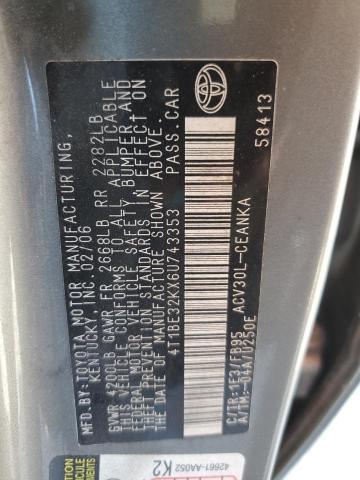 MFD.BY:TOYOTA MOTOR MANUFACTURING,
KENTUCKY, INC. 02/06
GVWR 4200LB GAWR FR 2668LB RR 2282LB
THIS VEHICLE CONFORMS TO ALL APPLICABLE
FEDERAL MOTOR VEHICLE SAFETY, BUMPER, AND
THEFT PREVENTION STANDARDS IN EFFECT ON
THE DATE OF MANUFACTURE SHOWN ABOVE.
4T1BE32KX6U743353 PASS.CAR
C/TR:1E3/FB95 ACV30L-CEANKA
A/TM:-04A/U250E
58413
42661-AA052
K2